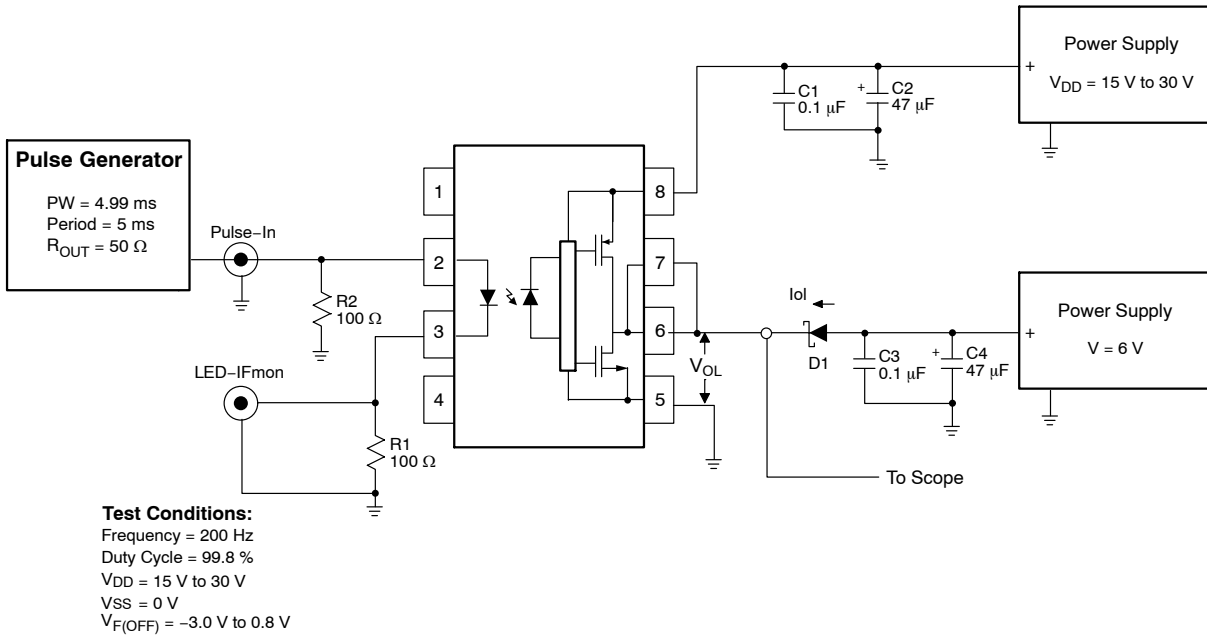 Power Supply
V_DD = 15 V to 30 V
+
C1
0.1 μF
+
C2
47 μF
Pulse Generator
PW = 4.99 ms
Period = 5 ms
R_OUT = 50 Ω
Pulse–In
R2
100 Ω
LED–IFmon
R1
100 Ω
1
2
3
4
8
7
6
5
V_OL
Iol
D1
C3
0.1 μF
+
C4
47 μF
+
Power Supply
V = 6 V
To Scope
Test Conditions:
Frequency = 200 Hz
Duty Cycle = 99.8 %
V_DD = 15 V to 30 V
VSS = 0 V
V_F(OFF) = −3.0 V to 0.8 V